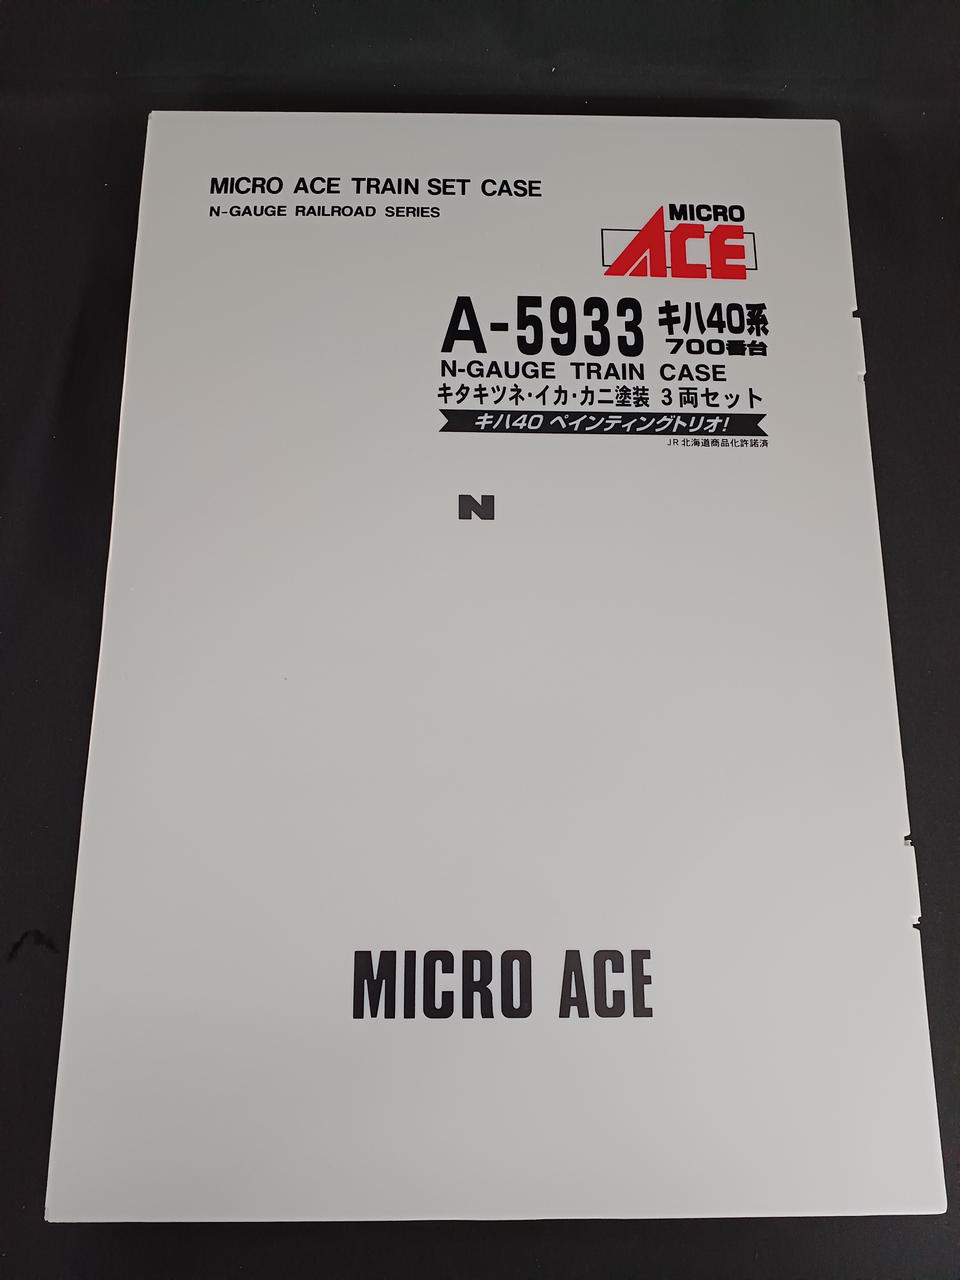 MICRO ACE TRAIN SET CASE
N-GAUGE RAILROAD SERIES
MICRO
ACE
A-5933 キハ40系
700番台
N-GAUGE TRAIN CASE
キタキツネ・イカ・カニ塗装 3両セット
キハ40 ペインティングトリオ!
JR北海道商品化許諾済
N
MICRO ACE